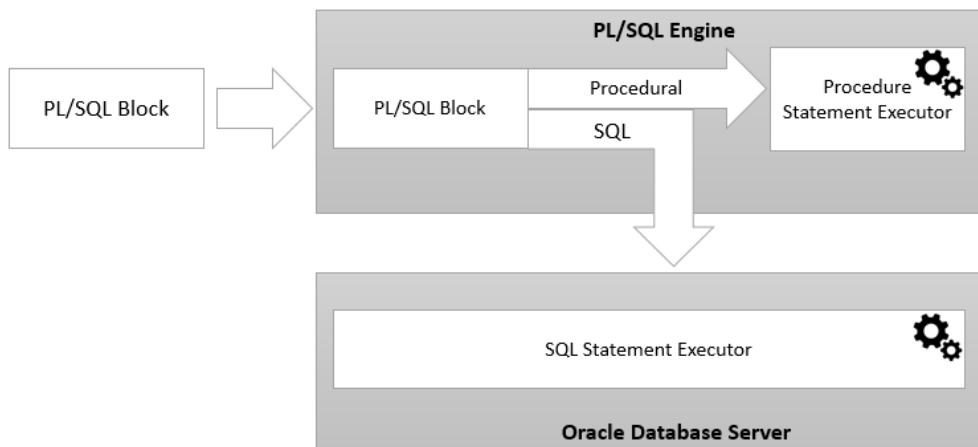 PL/SQL Engine
PL/SQL Block
PL/SQL Block
Procedural
SQL
Procedure
Statement Executor
SQL Statement Executor
Oracle Database Server